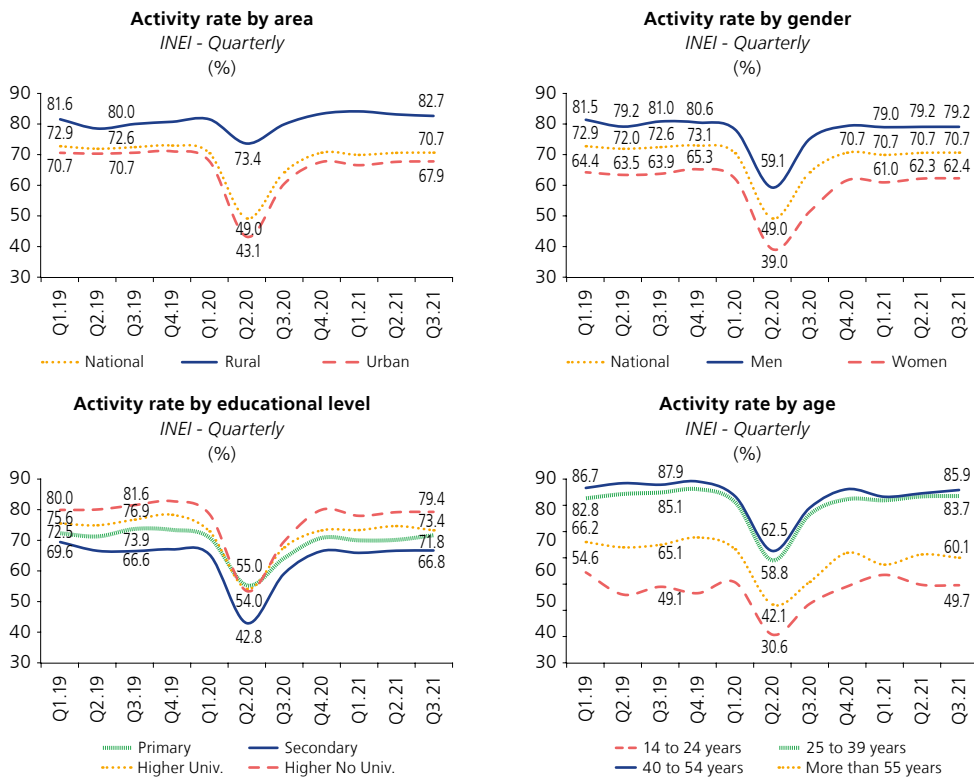 Activity rate by area
INEI - Quarterly
(%)
90
80
70
60
50
40
30
81.6
80.0
82.7
72.9
72.6
70.7
70.7
70.7
73.4
67.9
49.0
43.1
Q1.19
Q2.19
Q3.19
Q4.19
Q1.20
Q2.20
Q3.20
Q4.20
Q1.21
Q2.21
Q3.21
National
Rural
Urban
Activity rate by gender
INEI - Quarterly
(%)
90
80
70
60
50
40
30
81.5
79.2
81.0
80.6
79.0
79.2
79.2
72.9
72.0
72.6
73.1
70.7
70.7
70.7
70.7
64.4
63.5
63.9
65.3
59.1
61.0
62.3
62.4
49.0
39.0
Q1.19
Q2.19
Q3.19
Q4.19
Q1.20
Q2.20
Q3.20
Q4.20
Q1.21
Q2.21
Q3.21
National
Men
Women
Activity rate by educational level
INEI - Quarterly
(%)
90
80
70
60
50
40
30
80.0
81.6
79.4
75.6
76.9
73.4
72.5
73.9
71.8
69.6
66.6
66.8
55.0
54.0
42.8
Q1.19
Q2.19
Q3.19
Q4.19
Q1.20
Q2.20
Q3.20
Q4.20
Q1.21
Q2.21
Q3.21
Primary
Secondary
Higher Univ.
Higher No Univ.
Activity rate by age
INEI - Quarterly
(%)
90
80
70
60
50
40
30
86.7
87.9
85.9
82.8
85.1
83.7
66.2
65.1
62.5
60.1
54.6
49.1
58.8
49.7
42.1
30.6
Q1.19
Q2.19
Q3.19
Q4.19
Q1.20
Q2.20
Q3.20
Q4.20
Q1.21
Q2.21
Q3.21
14 to 24 years
25 to 39 years
40 to 54 years
More than 55 years